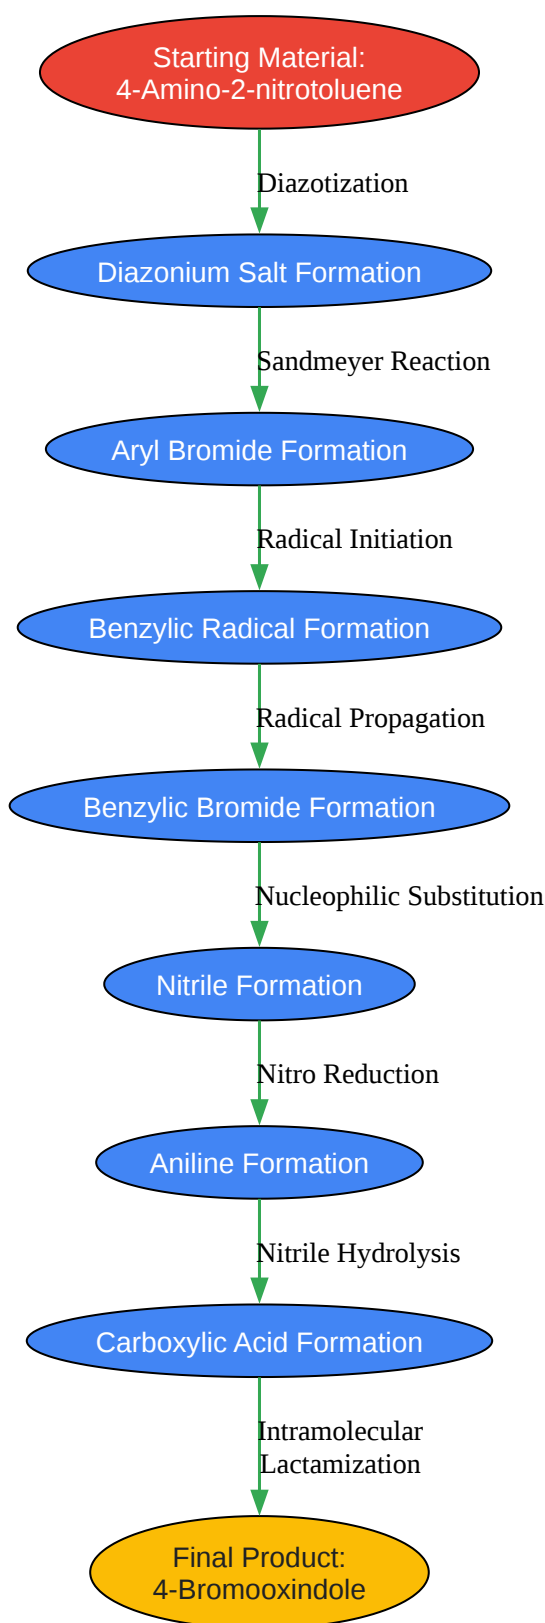 Starting Material:
4-Amino-2-nitrotoluene
Diazotization
Diazonium Salt Formation
Sandmeyer Reaction
Aryl Bromide Formation
Radical Initiation
Benzylic Radical Formation
Radical Propagation
Benzylic Bromide Formation
Nucleophilic Substitution
Nitrile Formation
Nitro Reduction
Aniline Formation
Nitrile Hydrolysis
Carboxylic Acid Formation
Intramolecular
Lactamization
Final Product:
4-Bromooxindole